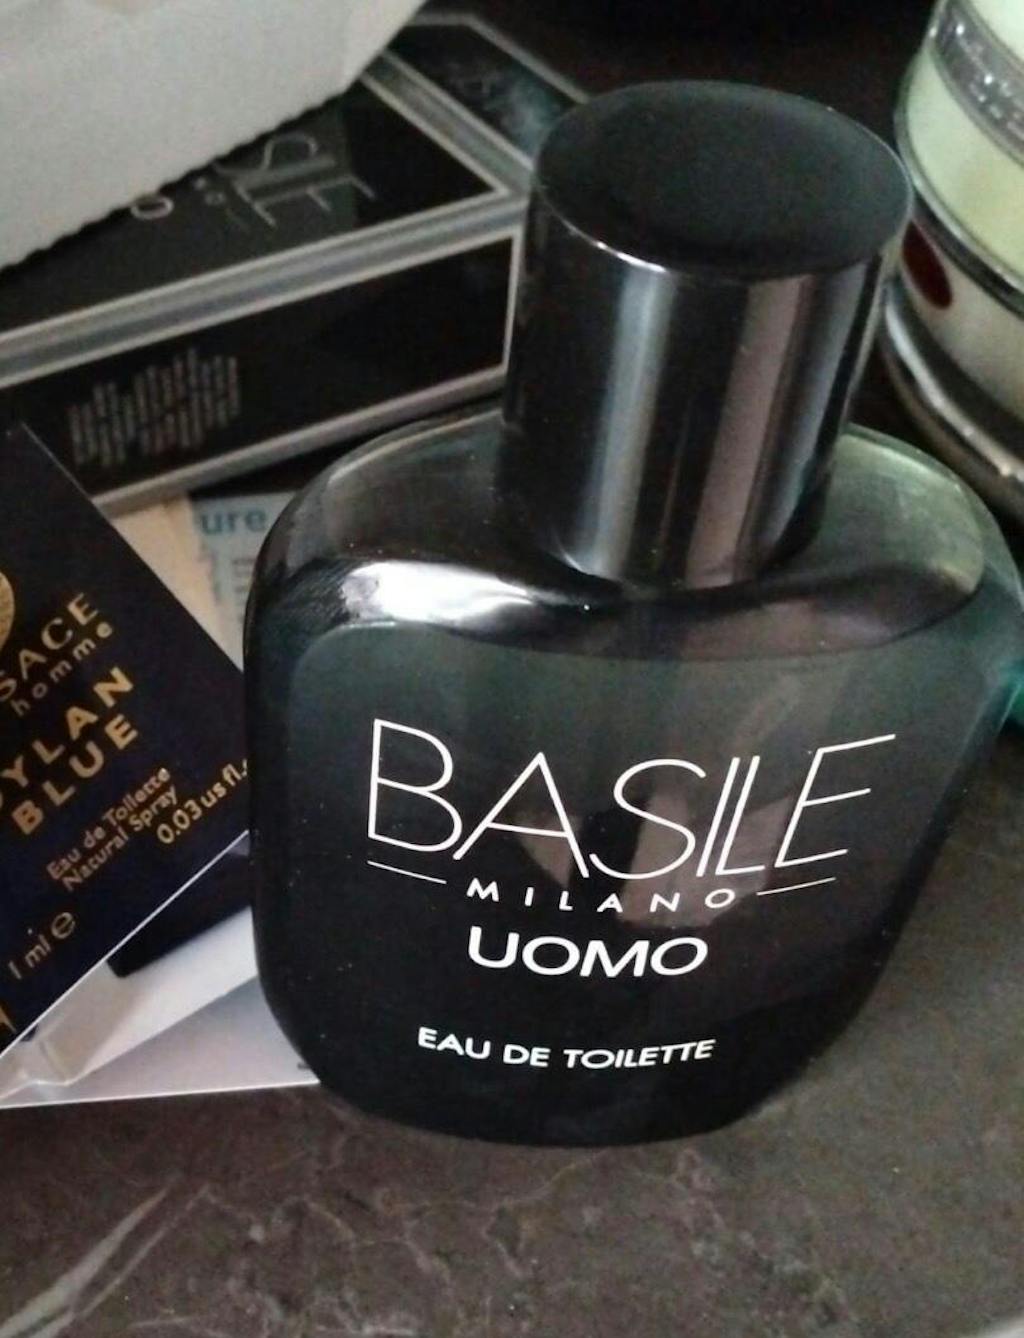 BASILE
MILANO
UOMO
EAU DE TOILETTE
ure
SACE
homme
YLAN
BLUE
Eau de Toilette
Natural Spray
0.03 us fl.
1 ml e